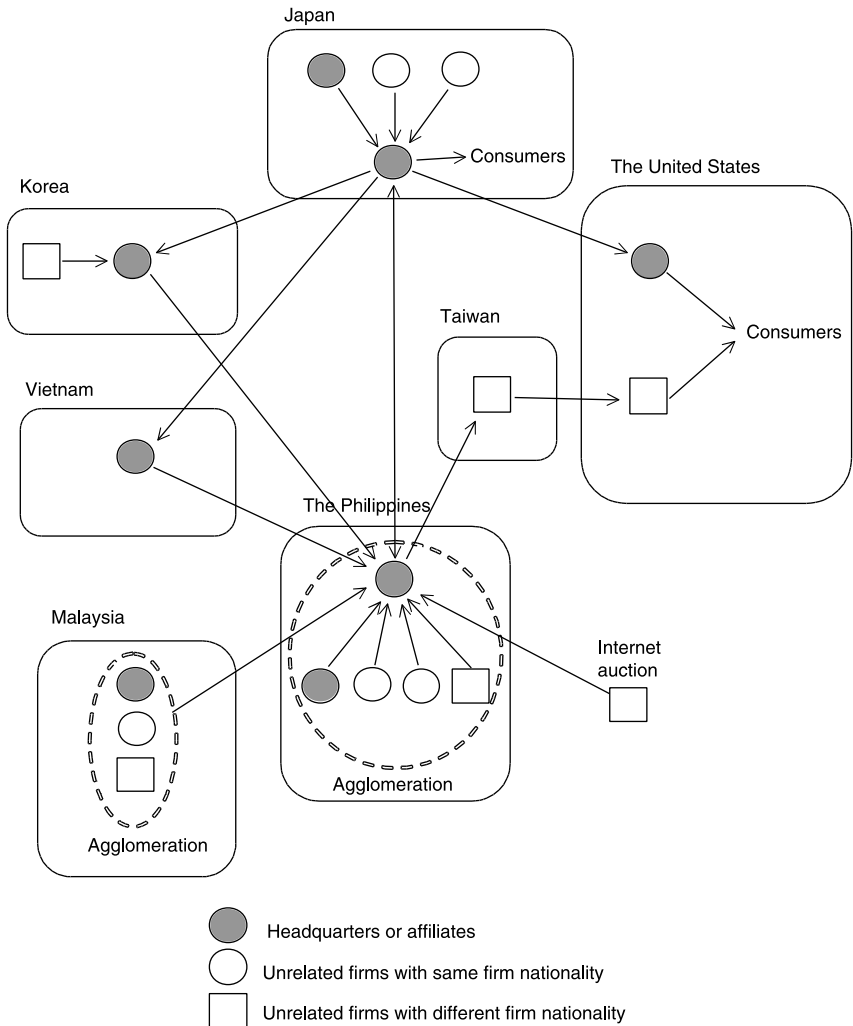 Japan
Consumers
The United States
Korea
Consumers
Taiwan
Vietnam
The Philippines
Malaysia
Internet
auction
Agglomeration
Agglomeration
Headquarters or affiliates
Unrelated firms with same firm nationality
Unrelated firms with different firm nationality